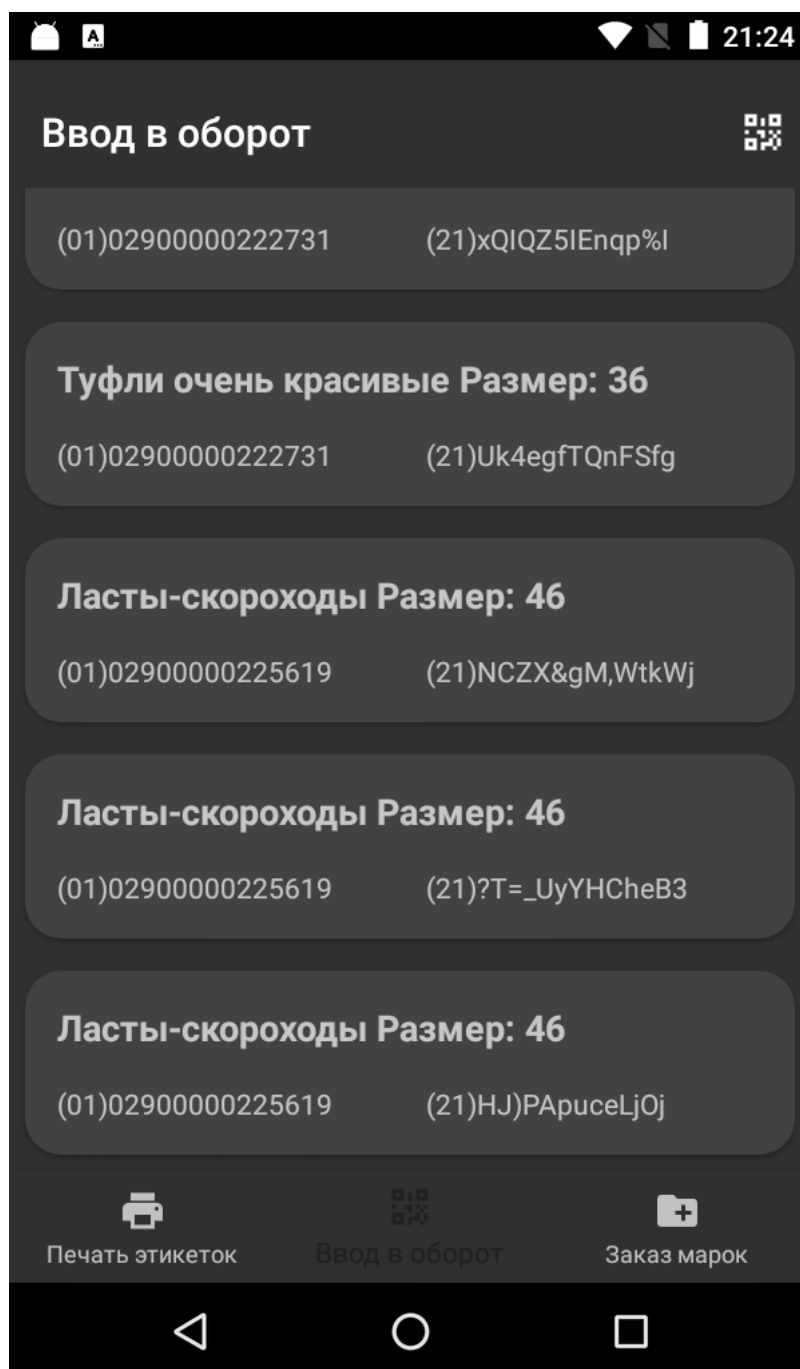 21:24
Ввод в оборот
(01)02900000222731 (21)xQIQZ5IEnqp%I
Туфли очень красивые Размер: 36
(01)02900000222731 (21)Uk4egfTQnFSfg
Ласты-скороходы Размер: 46
(01)02900000225619 (21)NCZX&gM,WtkWj
Ласты-скороходы Размер: 46
(01)02900000225619 (21)?T=_UyYHCheB3
Ласты-скороходы Размер: 46
(01)02900000225619 (21)HJ)PApuceLjOj
Печать этикеток Ввод в оборот Заказ марок